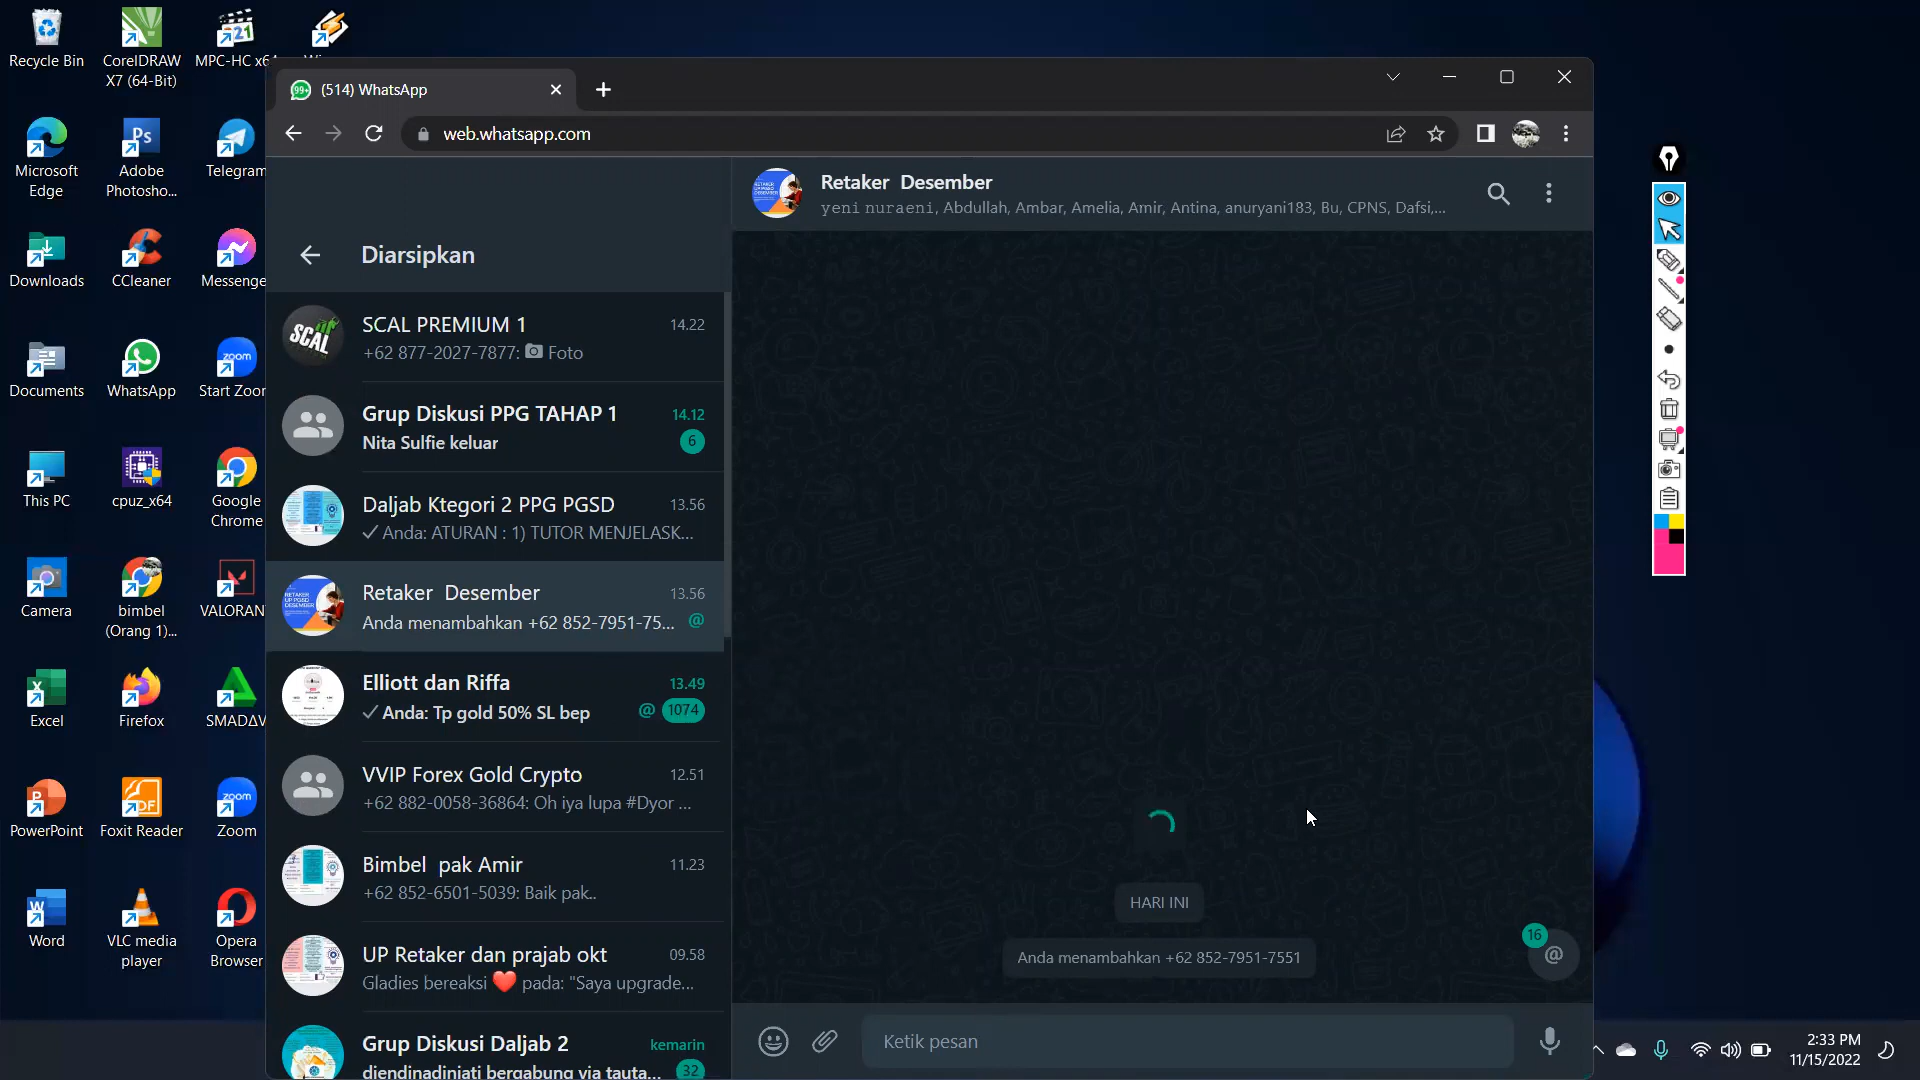 Recycle Bin
CorelDRAW
X7 (64-Bit)
MPC-HC x6
Microsoft
Edge
Adobe
Photosho...
Telegram
Downloads
CCleaner
Messenge
Documents
WhatsApp
Start Zoo
This PC
cpuz_x64
Google
Chrome
Camera
bimbel
(Orang 1)...
VALORAN
Excel
Firefox
SMADΔV
PowerPoint
Foxit Reader
Zoom
Word
VLC media
player
Opera
Browser
99+ (514) WhatsApp
web.whatsapp.com
Diarsipkan
SCAL PREMIUM 1 14.22
+62 877-2027-7877: Foto
Grup Diskusi PPG TAHAP 1 14.12
Nita Sulfie keluar 6
Daljab Ktegori 2 PPG PGSD 13.56
Anda: ATURAN : 1) TUTOR MENJELASK...
Retaker Desember 13.56
Anda menambahkan +62 852-7951-75... @
Elliott dan Riffa 13.49
Anda: Tp gold 50% SL bep @ 1074
VVIP Forex Gold Crypto 12.51
+62 882-0058-36864: Oh iya lupa #Dyor ...
Bimbel pak Amir 11.23
+62 852-6501-5039: Baik pak..
UP Retaker dan prajab okt 09.58
Gladies bereaksi ❤️ pada: "Saya upgrade...
Grup Diskusi Daljab 2 kemarin
diendinadiniati bergabung via tauta... 32
Retaker Desember
yeni nuraeni, Abdullah, Ambar, Amelia, Amir, Antina, anuryani183, Bu, CPNS, Dafsi,...
HARI INI
Anda menambahkan +62 852-7951-7551
16
@
Ketik pesan
2:33 PM
11/15/2022